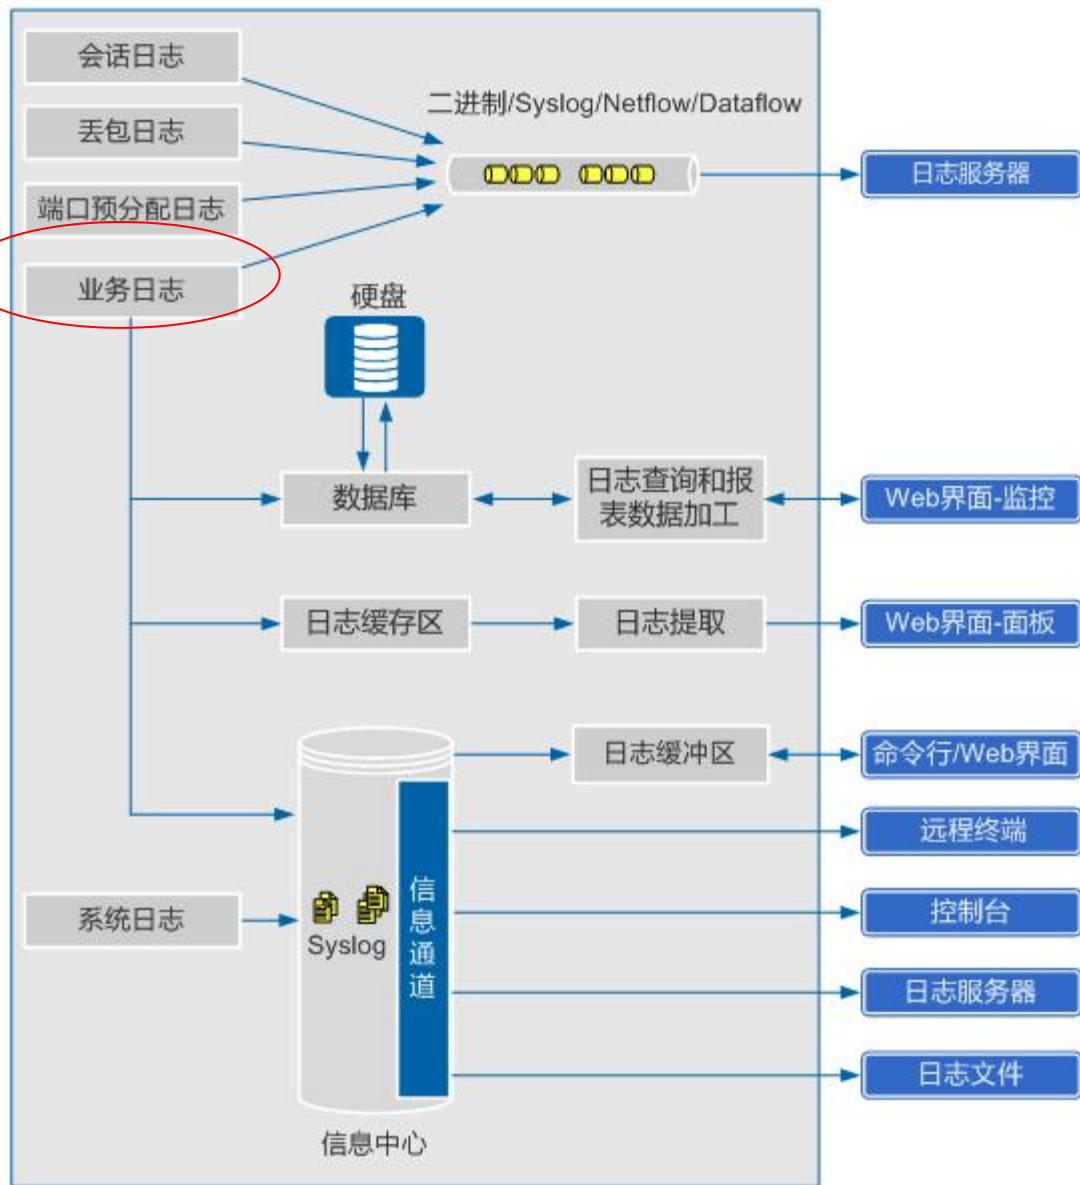 会话日志
二进制/Syslog/Netflow/Dataflow
丢包日志
日志服务器
端口预分配日志
业务日志
硬盘
数据库
日志查询和报
表数据加工
Web界面-监控
日志缓存区
日志提取
Web界面-面板
日志缓冲区
命令行/Web界面
远程终端
系统日志
Syslog
信息通道
控制台
日志服务器
日志文件
信息中心